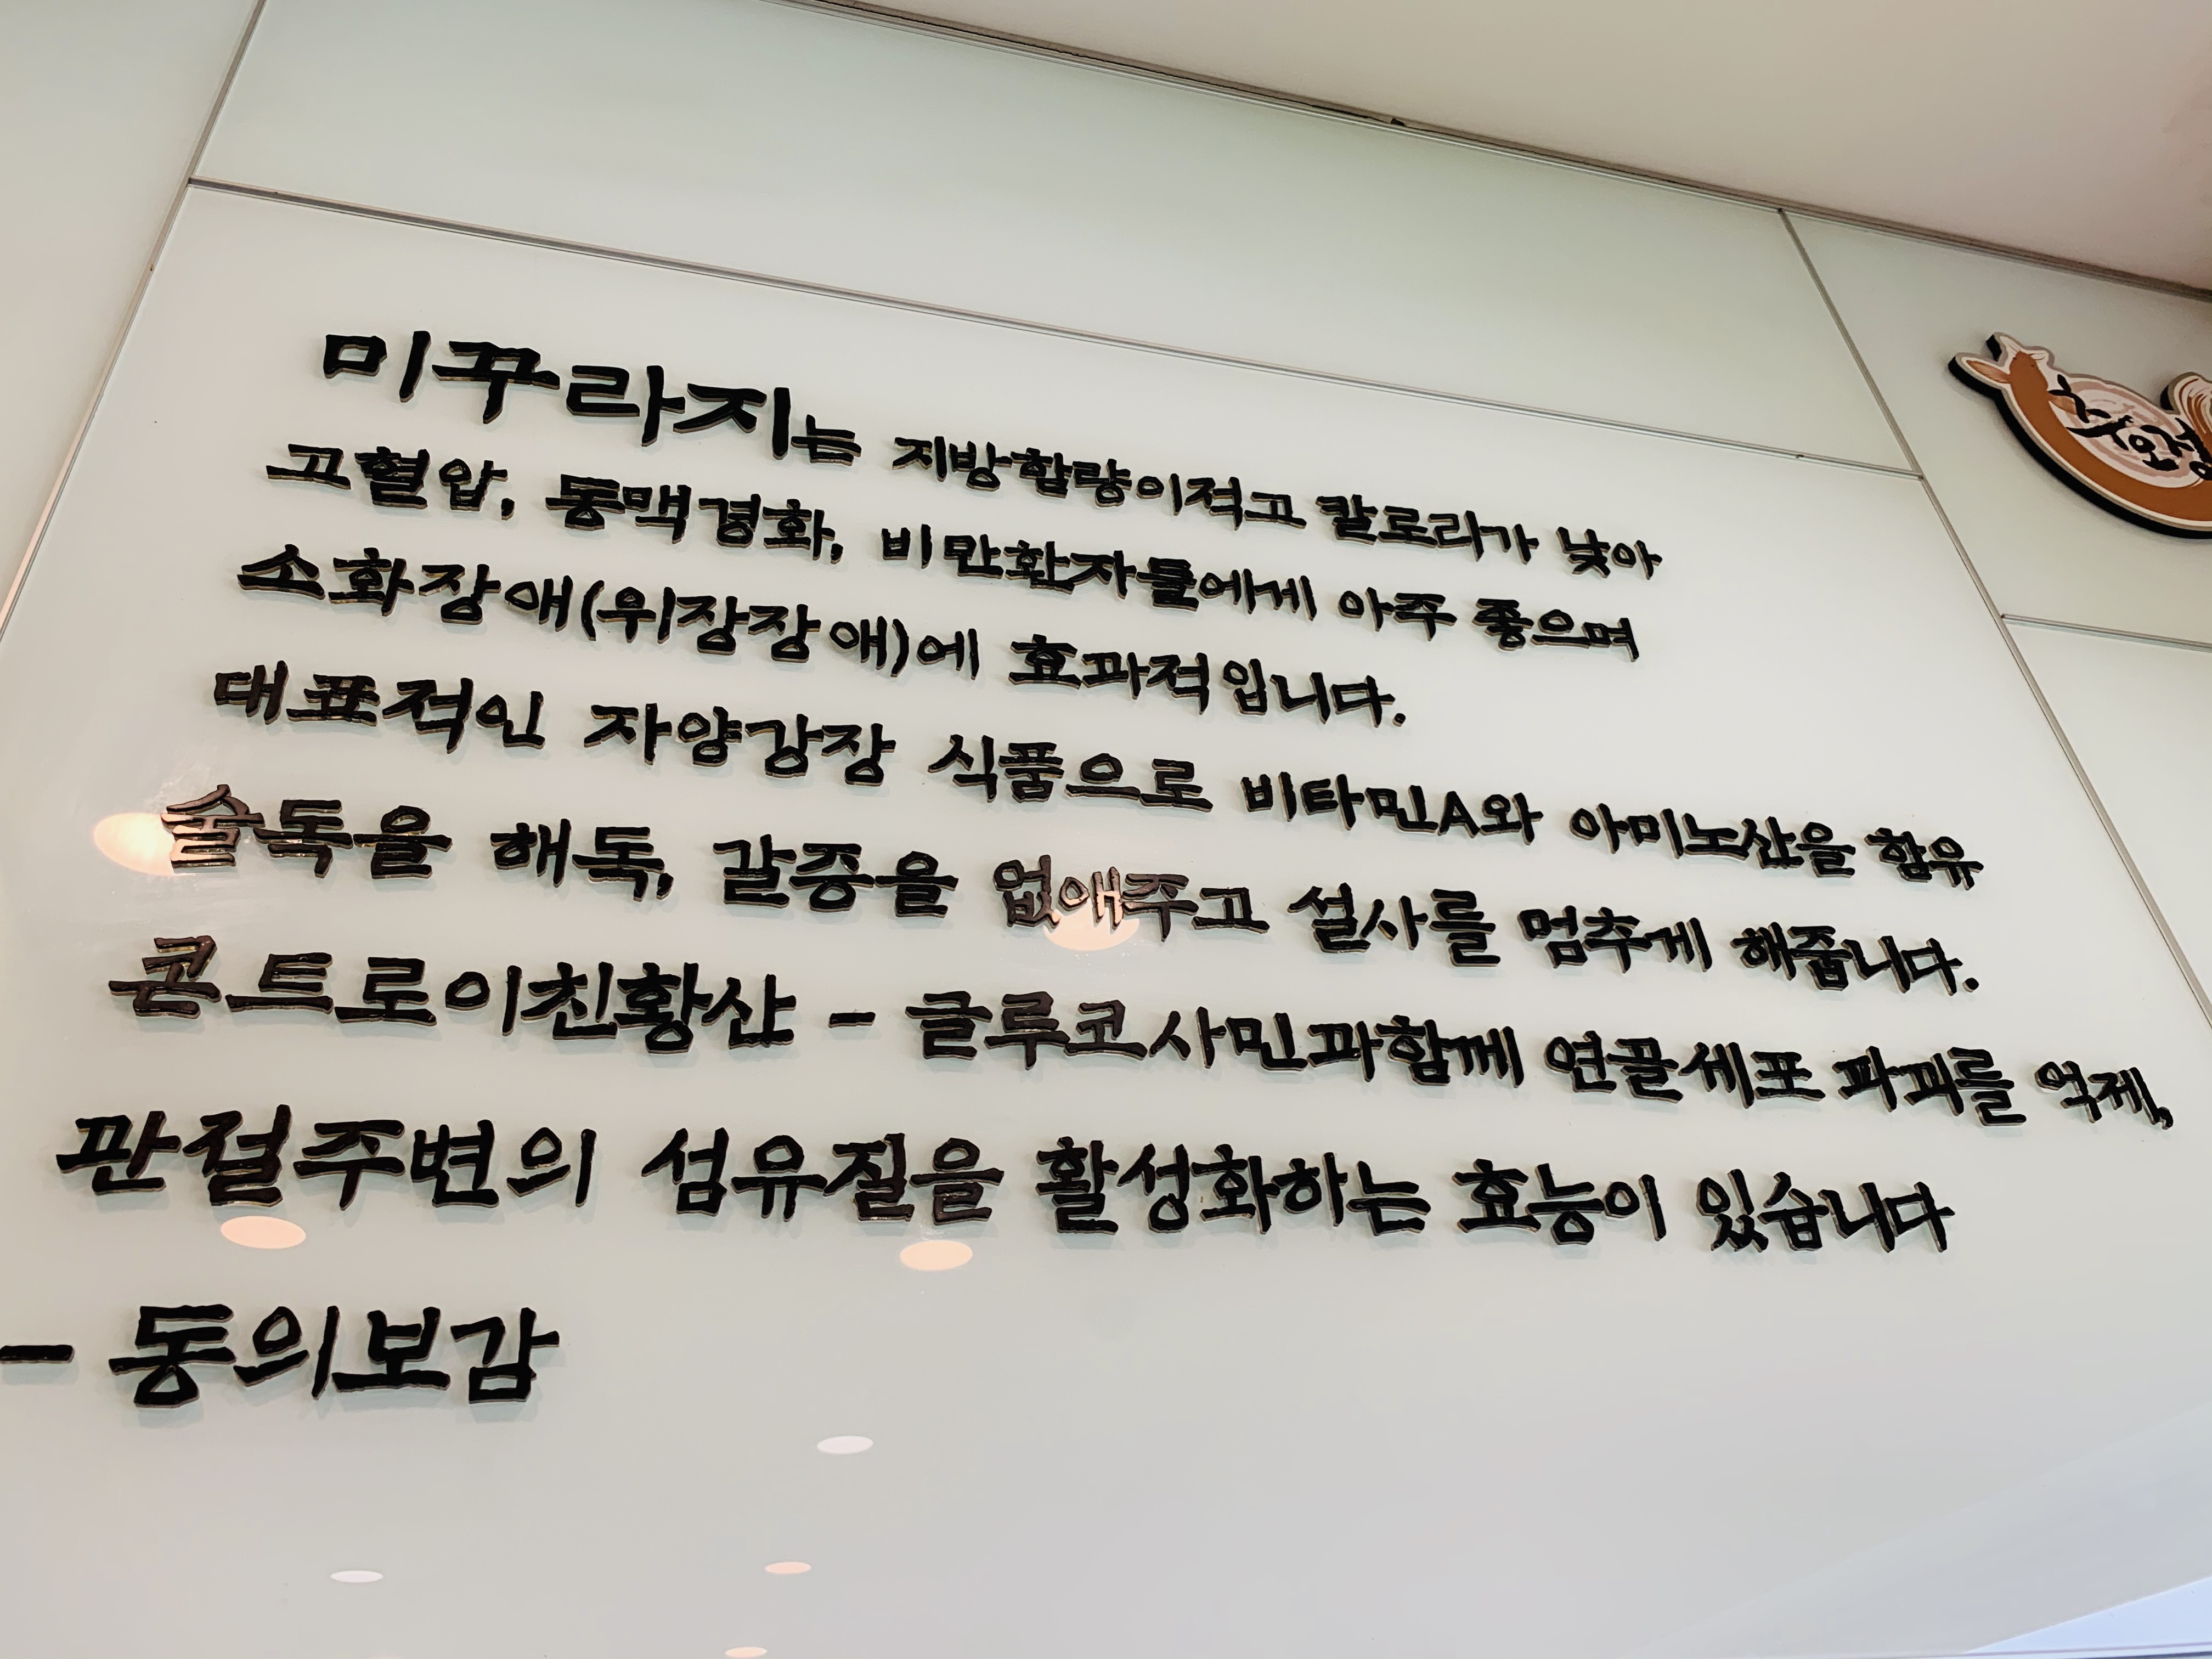 미꾸라지는 지방함량이적고 칼로리가 낮아
고혈압, 동맥경화, 비만환자들에게 아주 좋으며
소화장애(위장장애)에 효과적입니다.
대표적인 자양강장 식품으로 비타민A와 아미노산을 함유
술독을 해독, 갈증을 없애주고 설사를 멈추게 해줍니다.
콘트로이친황산 - 글루코사민과함께 연골세포 파괴를 억제,
관절주변의 섬유질을 활성화하는 효능이 있습니다
- 동의보감